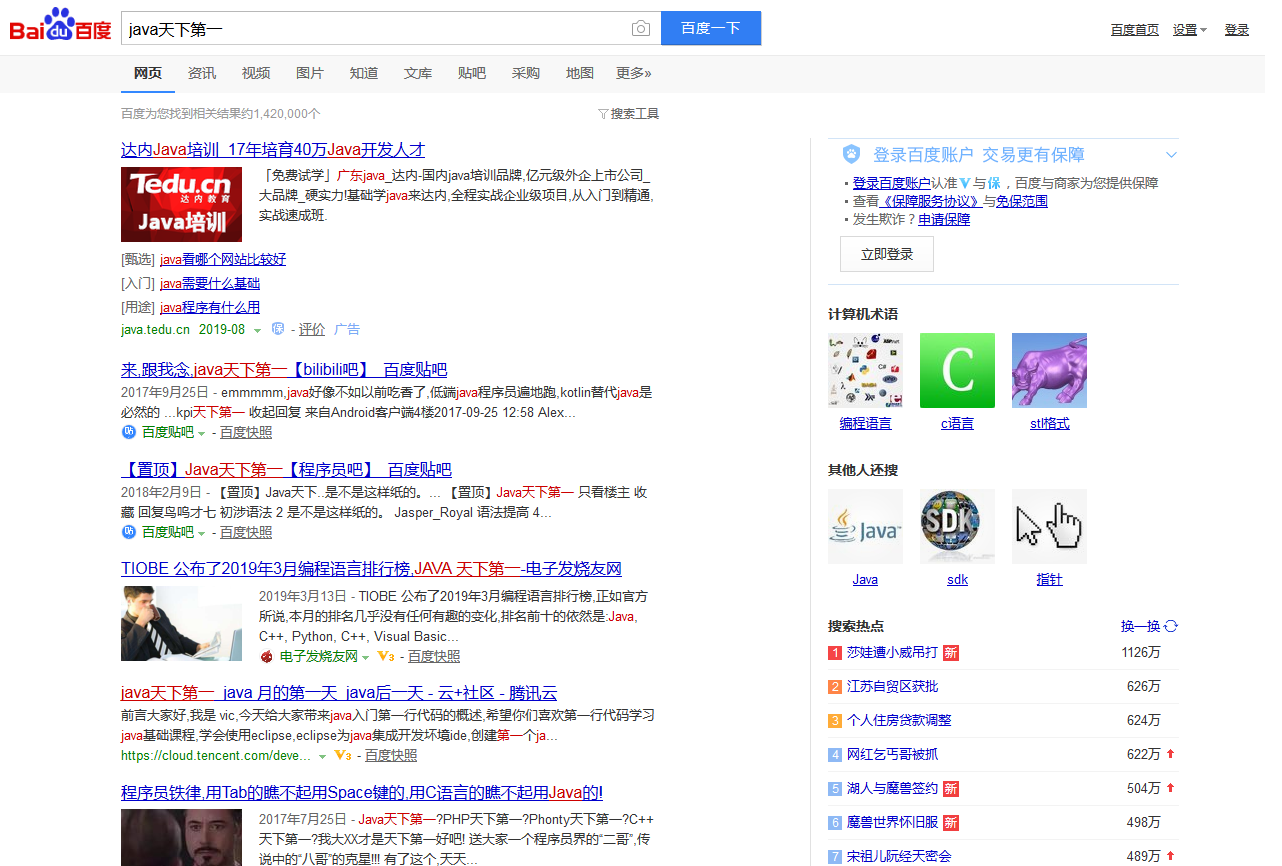 Bai du 百度
java天下第一
百度一下
百度首页 设置 登录
网页 资讯 视频 图片 知道 文库 贴吧 采购 地图 更多»
百度为您找到相关结果约1,420,000个
搜索工具
达内Java培训_17年培育40万Java开发人才
Tedu.cn
达内教育
Java培训
「免费试学」广东java_达内-国内java培训品牌,亿元级外企上市公司_
大品牌_硬实力!基础学java来达内,全程实战企业级项目,从入门到精通,
实战速成班.
[甄选] java看哪个网站比较好
[入门] java需要什么基础
[用途] java程序有什么用
java.tedu.cn 2019-08 保 - 评价 广告
来,跟我念,java天下第一【bilibili吧】_百度贴吧
2017年9月25日 - emmmmm,java好像不如以前吃香了,低端java程序员遍地跑,kotlin替代java是
必然的 ...kpi天下第一 收起回复 来自Android客户端4楼2017-09-25 12:58 Alex...
百度贴吧 - 百度快照
【置顶】Java天下第一【程序员吧】_百度贴吧
2018年2月9日 - 【置顶】Java天下..是不是这样纸的。... 【置顶】Java天下第一 只看楼主 收
藏 回复鸟呜才七 初涉语法 2 是不是这样纸的。 Jasper_Royal 语法提高 4...
百度贴吧 - 百度快照
TIOBE 公布了2019年3月编程语言排行榜,JAVA 天下第一-电子发烧友网
2019年3月13日 - TIOBE 公布了2019年3月编程语言排行榜,正如官方
所说,本月的排名几乎没有任何有趣的变化,排名前十的依然是:Java,
C++, Python, C++, Visual Basic...
电子发烧友网 V3 - 百度快照
java天下第一_java 月的第一天_java后一天 - 云+社区 - 腾讯云
前言大家好,我是 vic,今天给大家带来java入门第一行代码的概述,希望你们喜欢第一行代码学习
java基础课程,学会使用eclipse,eclipse为java集成开发坏境ide,创建第一个ja...
https://cloud.tencent.com/deve... V3 - 百度快照
程序员铁律,用Tab的瞧不起用Space键的,用C语言的瞧不起用Java的!
2017年7月25日 - Java天下第一?PHP天下第一?Phonty天下第一?C++
天下第一?我大XX才是天下第一好吧! 送大家一个程序员界的“二哥”,传
说中的“八哥”的克星!!! 有了这个,天天...
登录百度账户 交易更有保障
登录百度账户认准V与保，百度与商家为您提供保障
查看《保障服务协议》与免保范围
发生欺诈？申请保障
立即登录
计算机术语
C
编程语言 c语言 stl格式
其他人还搜
Java
SDK
Java sdk 指针
搜索热点
换一换
1 莎娃遭小威吊打 新 1126万
2 江苏自贸区获批 626万
3 个人住房贷款调整 624万
4 网红乞丐哥被抓 622万
5 湖人与魔兽签约 新 504万
6 魔兽世界怀旧服 新 498万
7 宋祖儿阮经天密会 489万